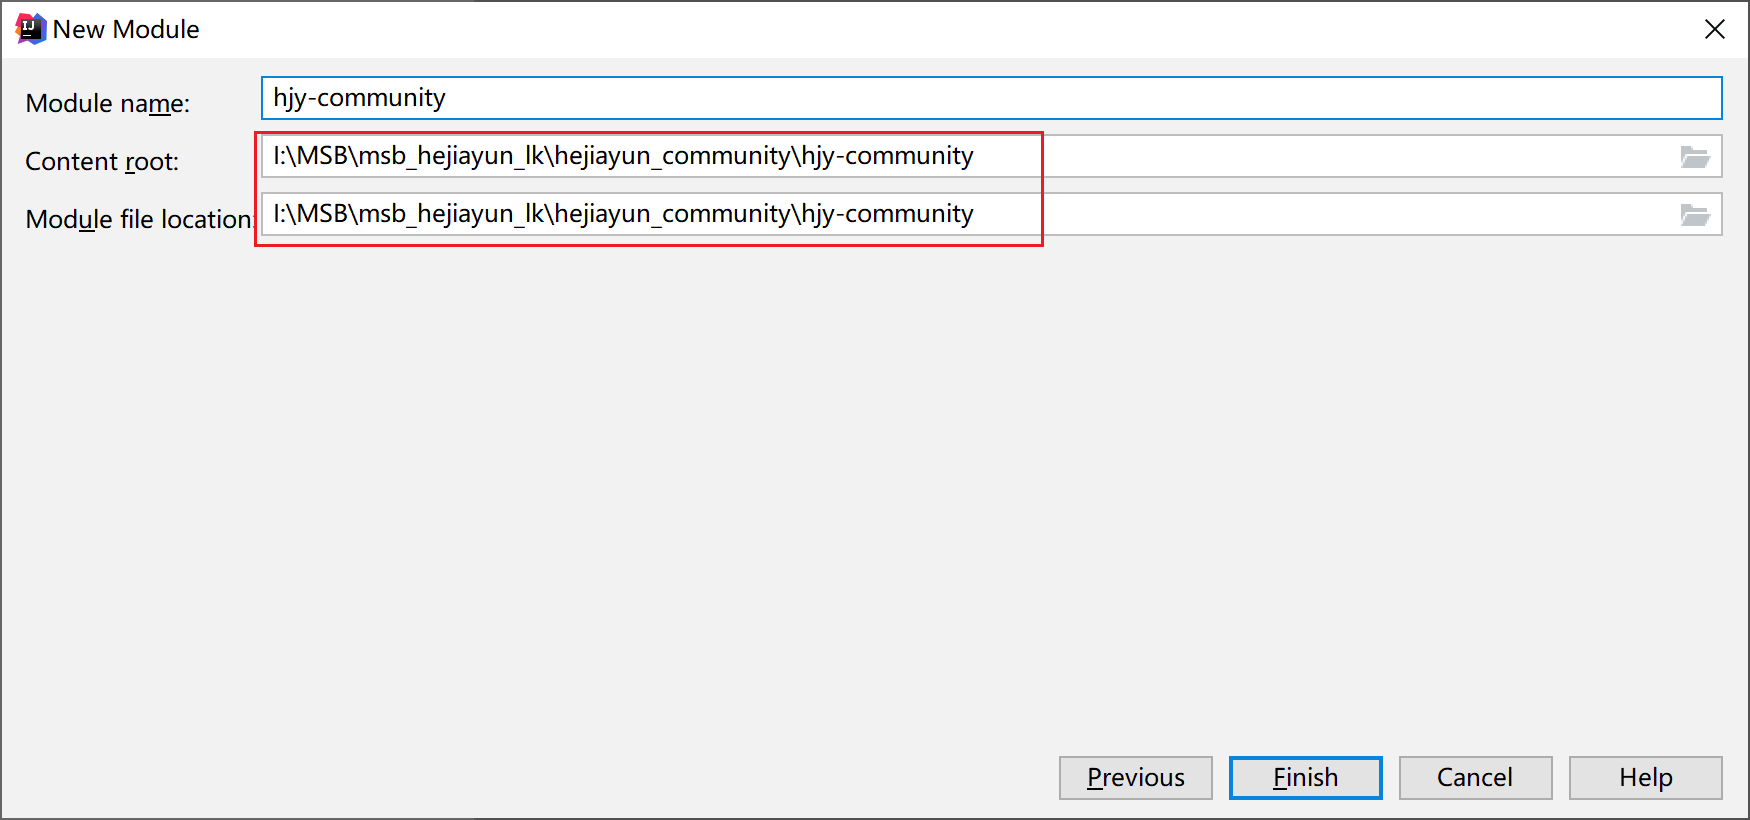 New Module
Module name: hjy-community
Content root: I:\MSB\msb_hejiayun_lk\hejiayun_community\hjy-community
Module file location: I:\MSB\msb_hejiayun_lk\hejiayun_community\hjy-community
Previous Finish Cancel Help